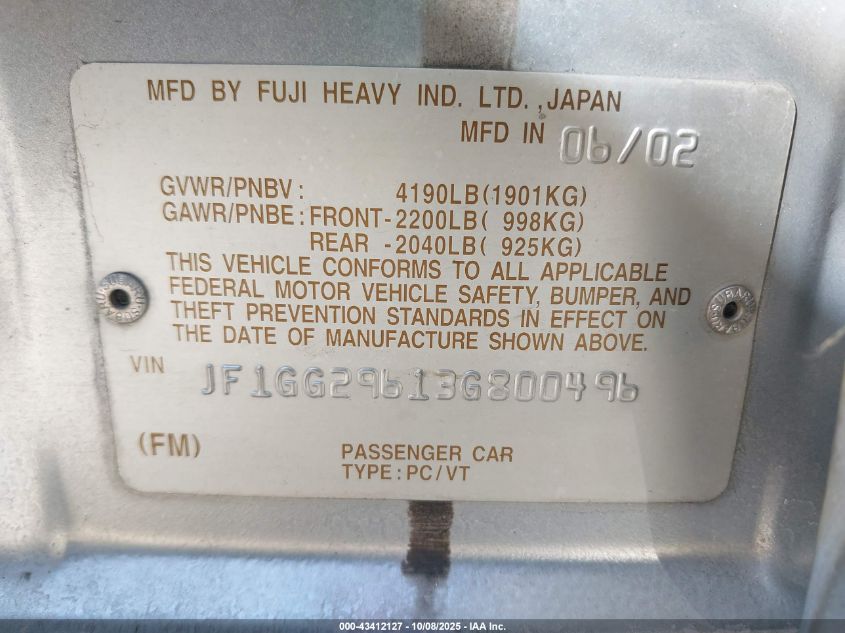 MFD BY FUJI HEAVY IND. LTD.,JAPAN
MFD IN 06/02
GVWR/PNBV: 4190LB(1901KG)
GAWR/PNBE: FRONT-2200LB( 998KG)
REAR -2040LB( 925KG)
THIS VEHICLE CONFORMS TO ALL APPLICABLE
FEDERAL MOTOR VEHICLE SAFETY, BUMPER, AND
THEFT PREVENTION STANDARDS IN EFFECT ON
THE DATE OF MANUFACTURE SHOWN ABOVE.
VIN JF1GG29613G800496
(FM) PASSENGER CAR
TYPE:PC/VT
SUBARU
SUBARU
000-43412127 - 10/08/2025 - IAA Inc.